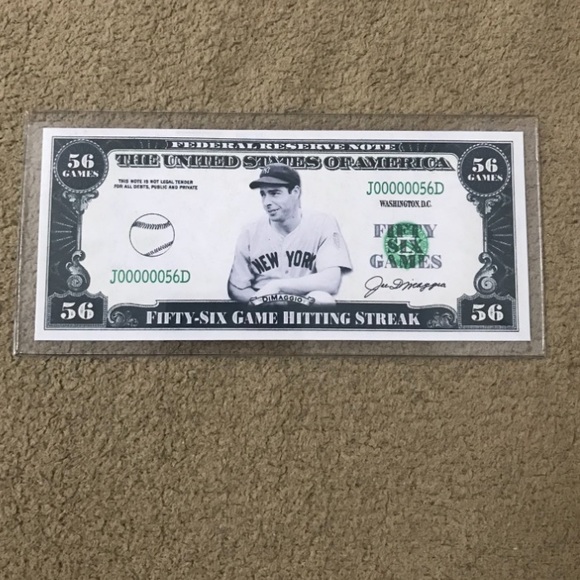 FEDERAL RESERVE NOTE
THE UNITED STATES OF AMERICA
56
GAMES
56
GAMES
THIS NOTE IS NOT LEGAL TENDER
FOR ALL DEBTS, PUBLIC AND PRIVATE
J00000056D
WASHINGTON, D.C.
FIFTY
SIX
GAMES
NEW YORK
J00000056D
Joe DiMaggio
DIMAGGIO
56
FIFTY-SIX GAME HITTING STREAK
56